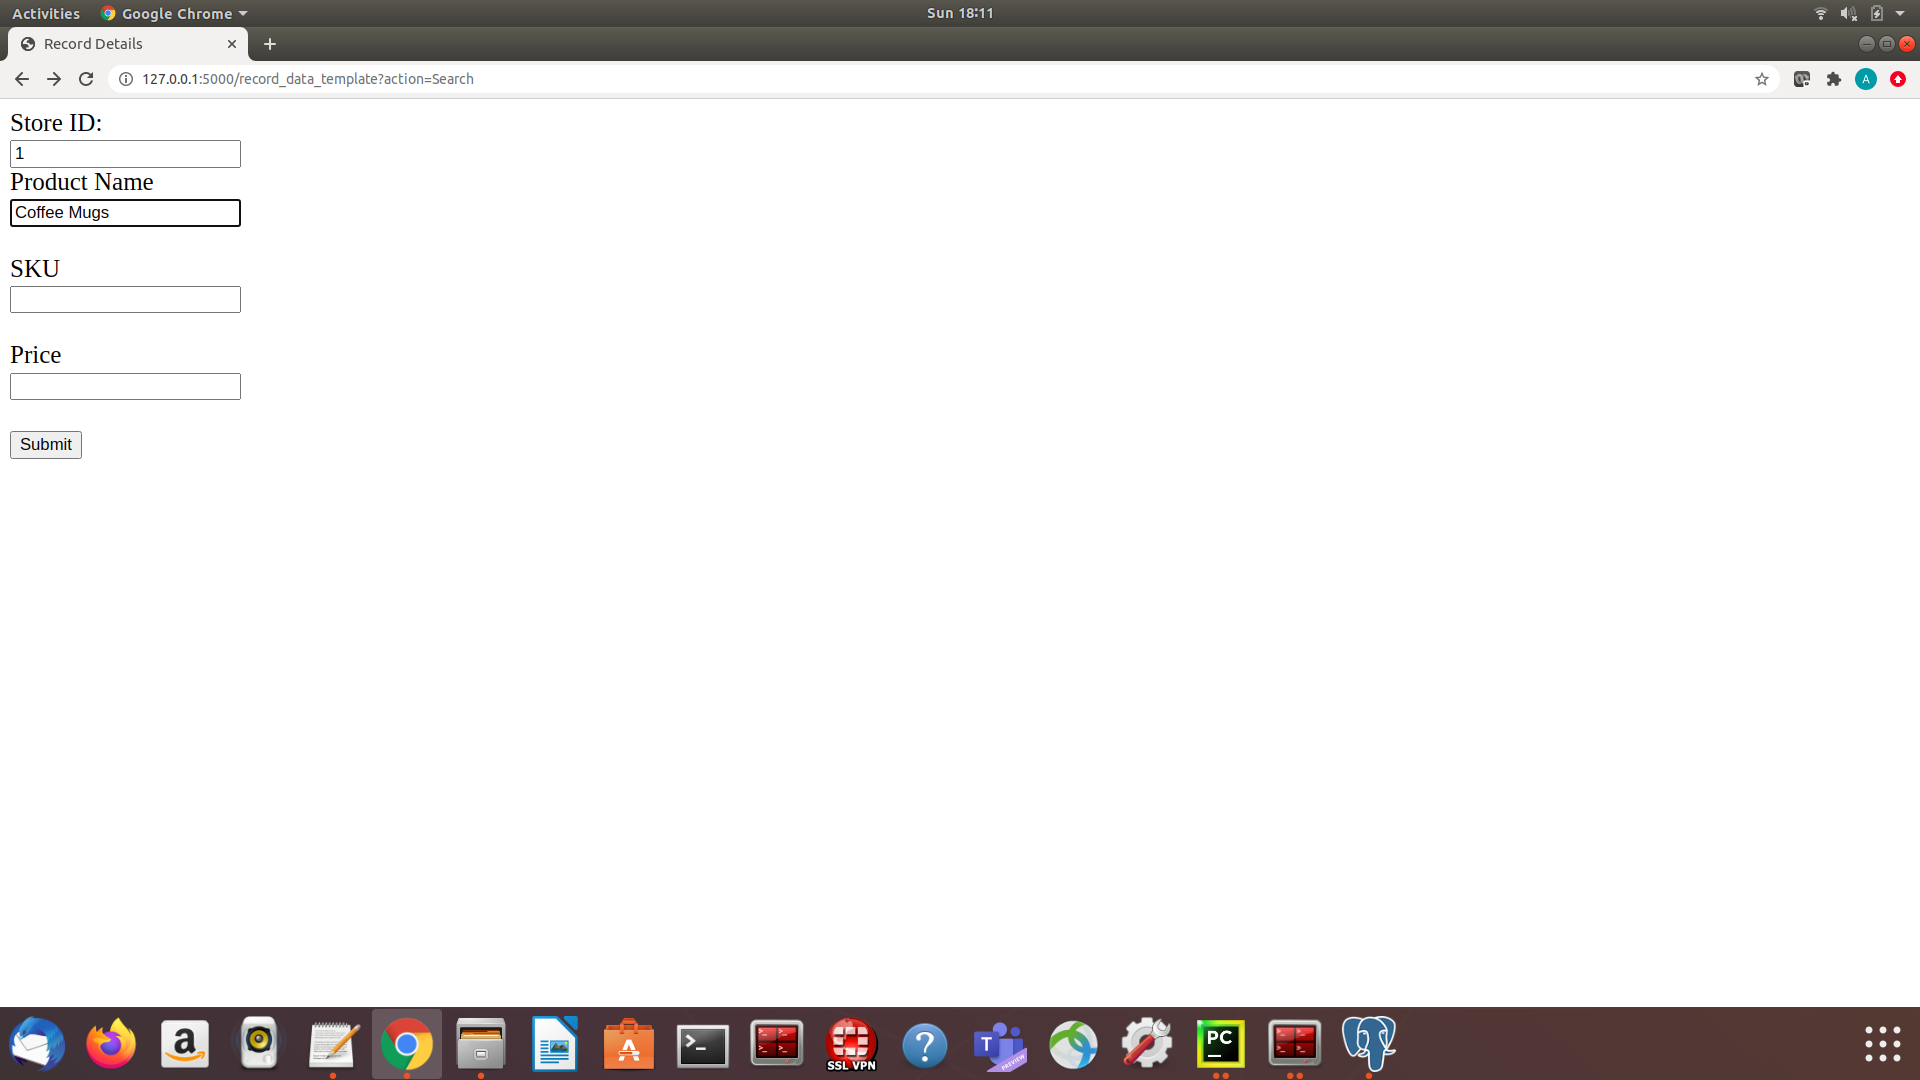 Activities Google Chrome Sun 18:11
Record Details
127.0.0.1:5000/record_data_template?action=Search A
Store ID:
1
Product Name
Coffee Mugs
SKU
Price
Submit
a A >_ SSL VPN ? T PREVIEW PC